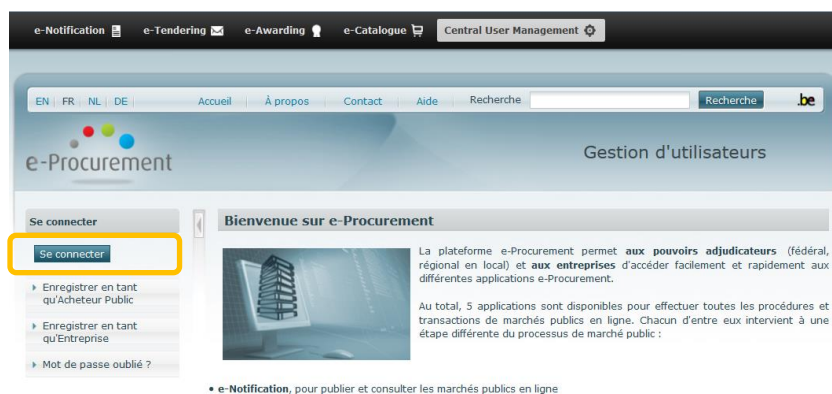 e-Notification e-Tendering e-Awarding e-Catalogue Central User Management
EN FR NL DE Accueil À propos Contact Aide Recherche Recherche .be
e-Procurement
Gestion d'utilisateurs
Se connecter
Se connecter
Enregistrer en tant
qu'Acheteur Public
Enregistrer en tant
qu'Entreprise
Mot de passe oublié ?
Bienvenue sur e-Procurement
La plateforme e-Procurement permet aux pouvoirs adjudicateurs (fédéral,
régional en local) et aux entreprises d'accéder facilement et rapidement aux
différentes applications e-Procurement.
Au total, 5 applications sont disponibles pour effectuer toutes les procédures et
transactions de marchés publics en ligne. Chacun d'entre eux intervient à une
étape différente du processus de marché public :
• e-Notification, pour publier et consulter les marchés publics en ligne